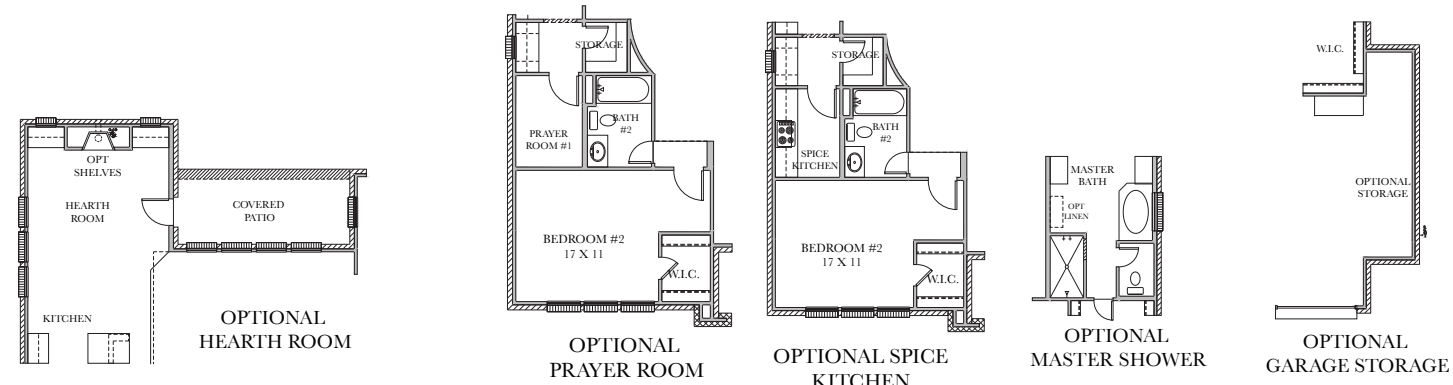 OPT
SHELVES
HEARTH
ROOM
COVERED
PATIO
KITCHEN
OPTIONAL
HEARTH ROOM
STORAGE
PRAYER
ROOM #1
BATH
#2
BEDROOM #2
17 X 11
W.I.C.
OPTIONAL
PRAYER ROOM
STORAGE
SPICE
KITCHEN
BATH
#2
BEDROOM #2
17 X 11
W.I.C.
OPTIONAL SPICE
KITCHEN
MASTER
BATH
OPT
LINEN
OPTIONAL
MASTER SHOWER
W.I.C.
OPTIONAL
STORAGE
OPTIONAL
GARAGE STORAGE